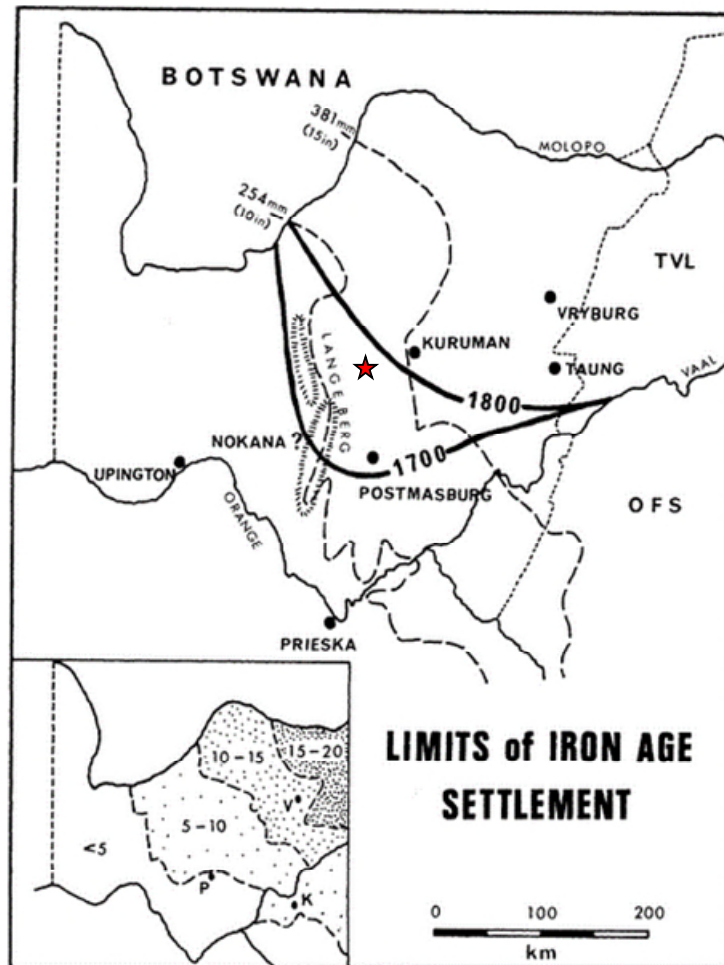 BOTSWANA
381mm
(15in)
MOLOPO
254mm
(10in)
TVL
VRYBURG
KURUMAN
LANGEBERG
TAUNG
VAAL
1800
NOKANA ?
1700
UPINGTON
POSTMASBURG
ORANGE
OFS
PRIESKA
10–15
15–20
V
5–10
<5
P
K
LIMITS of IRON AGE
SETTLEMENT
0 100 200
km